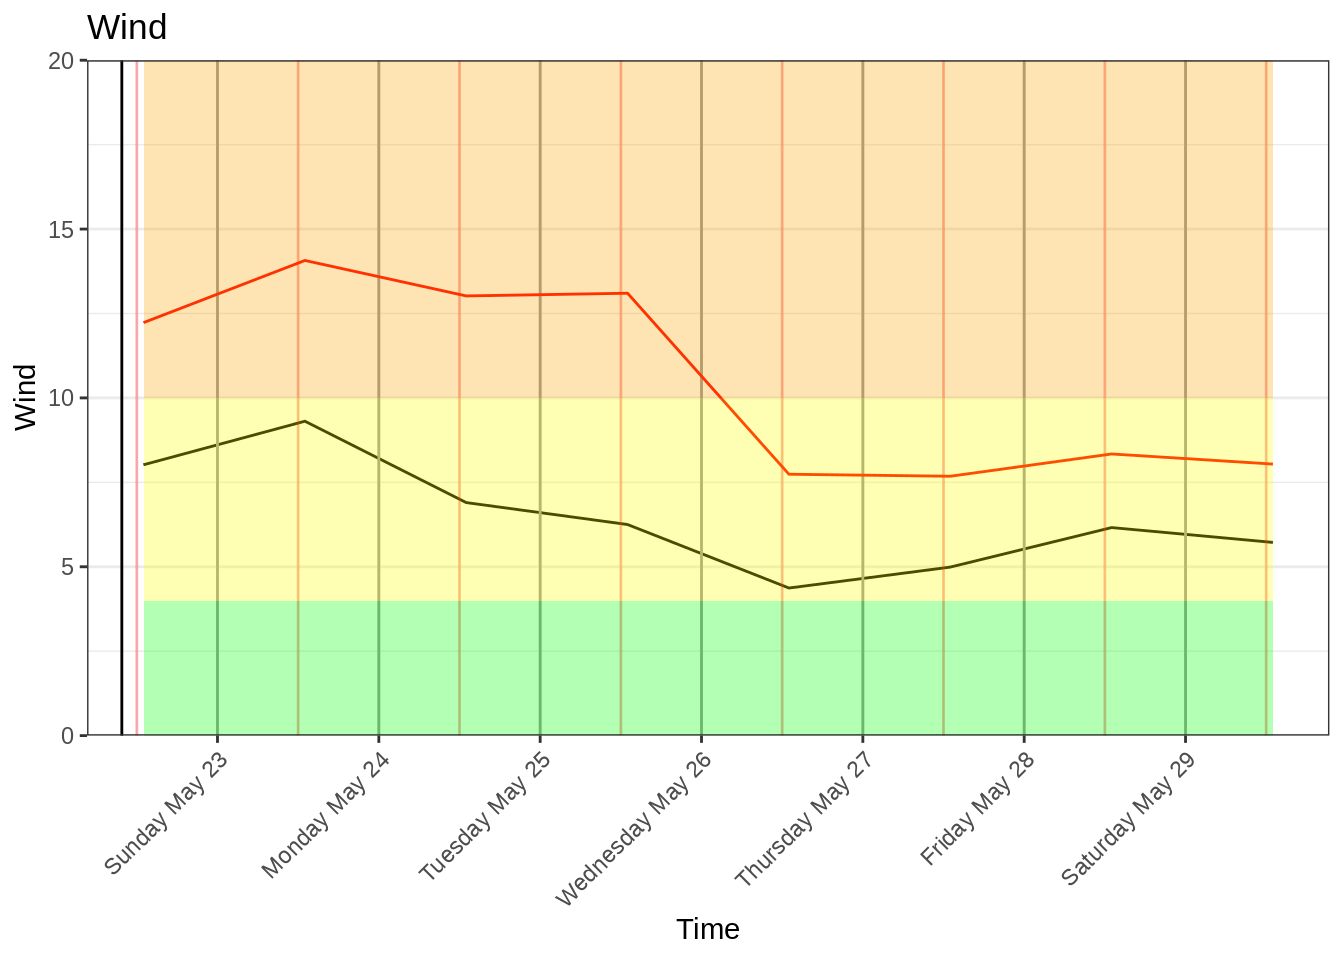 Wind
20
15
10
5
0
Wind
Sunday May 23
Monday May 24
Tuesday May 25
Wednesday May 26
Thursday May 27
Friday May 28
Saturday May 29
Time